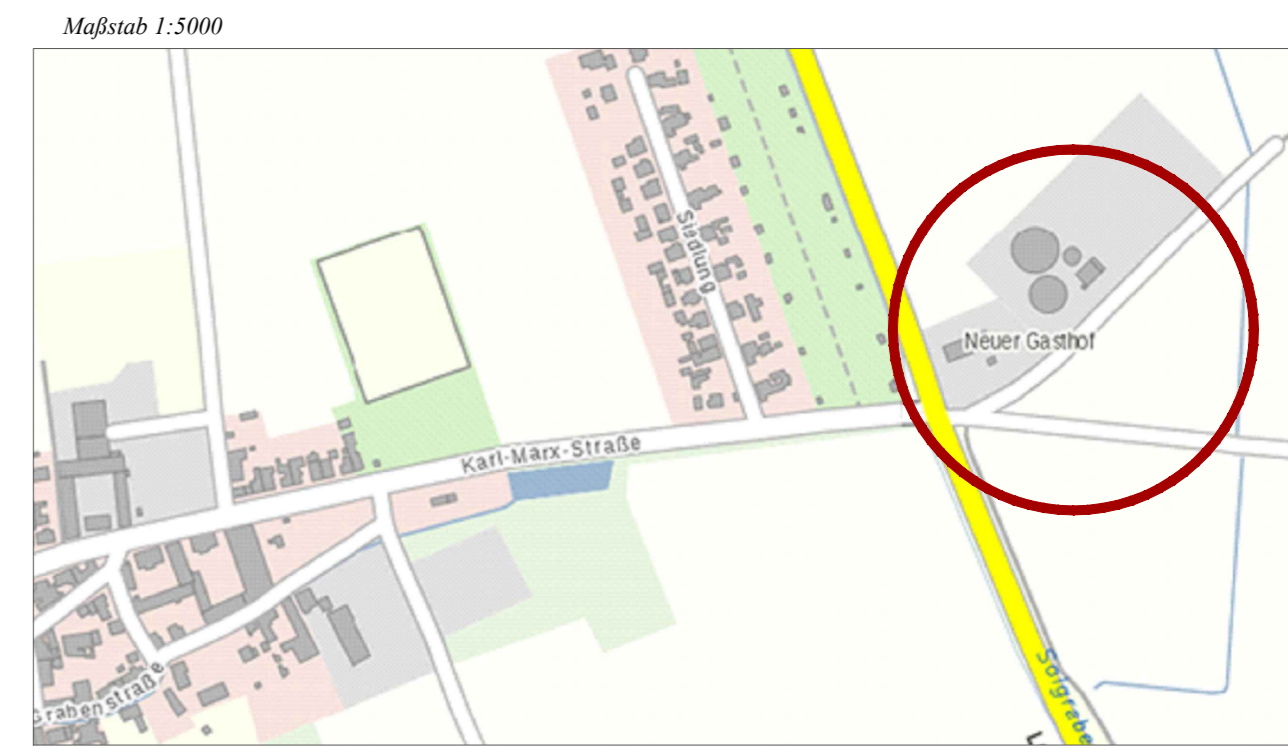 Maßstab 1:5000
Siedlung
Neuer Gasthof
Karl-Marx-Straße
Grabenstraße
Solgrabe
L